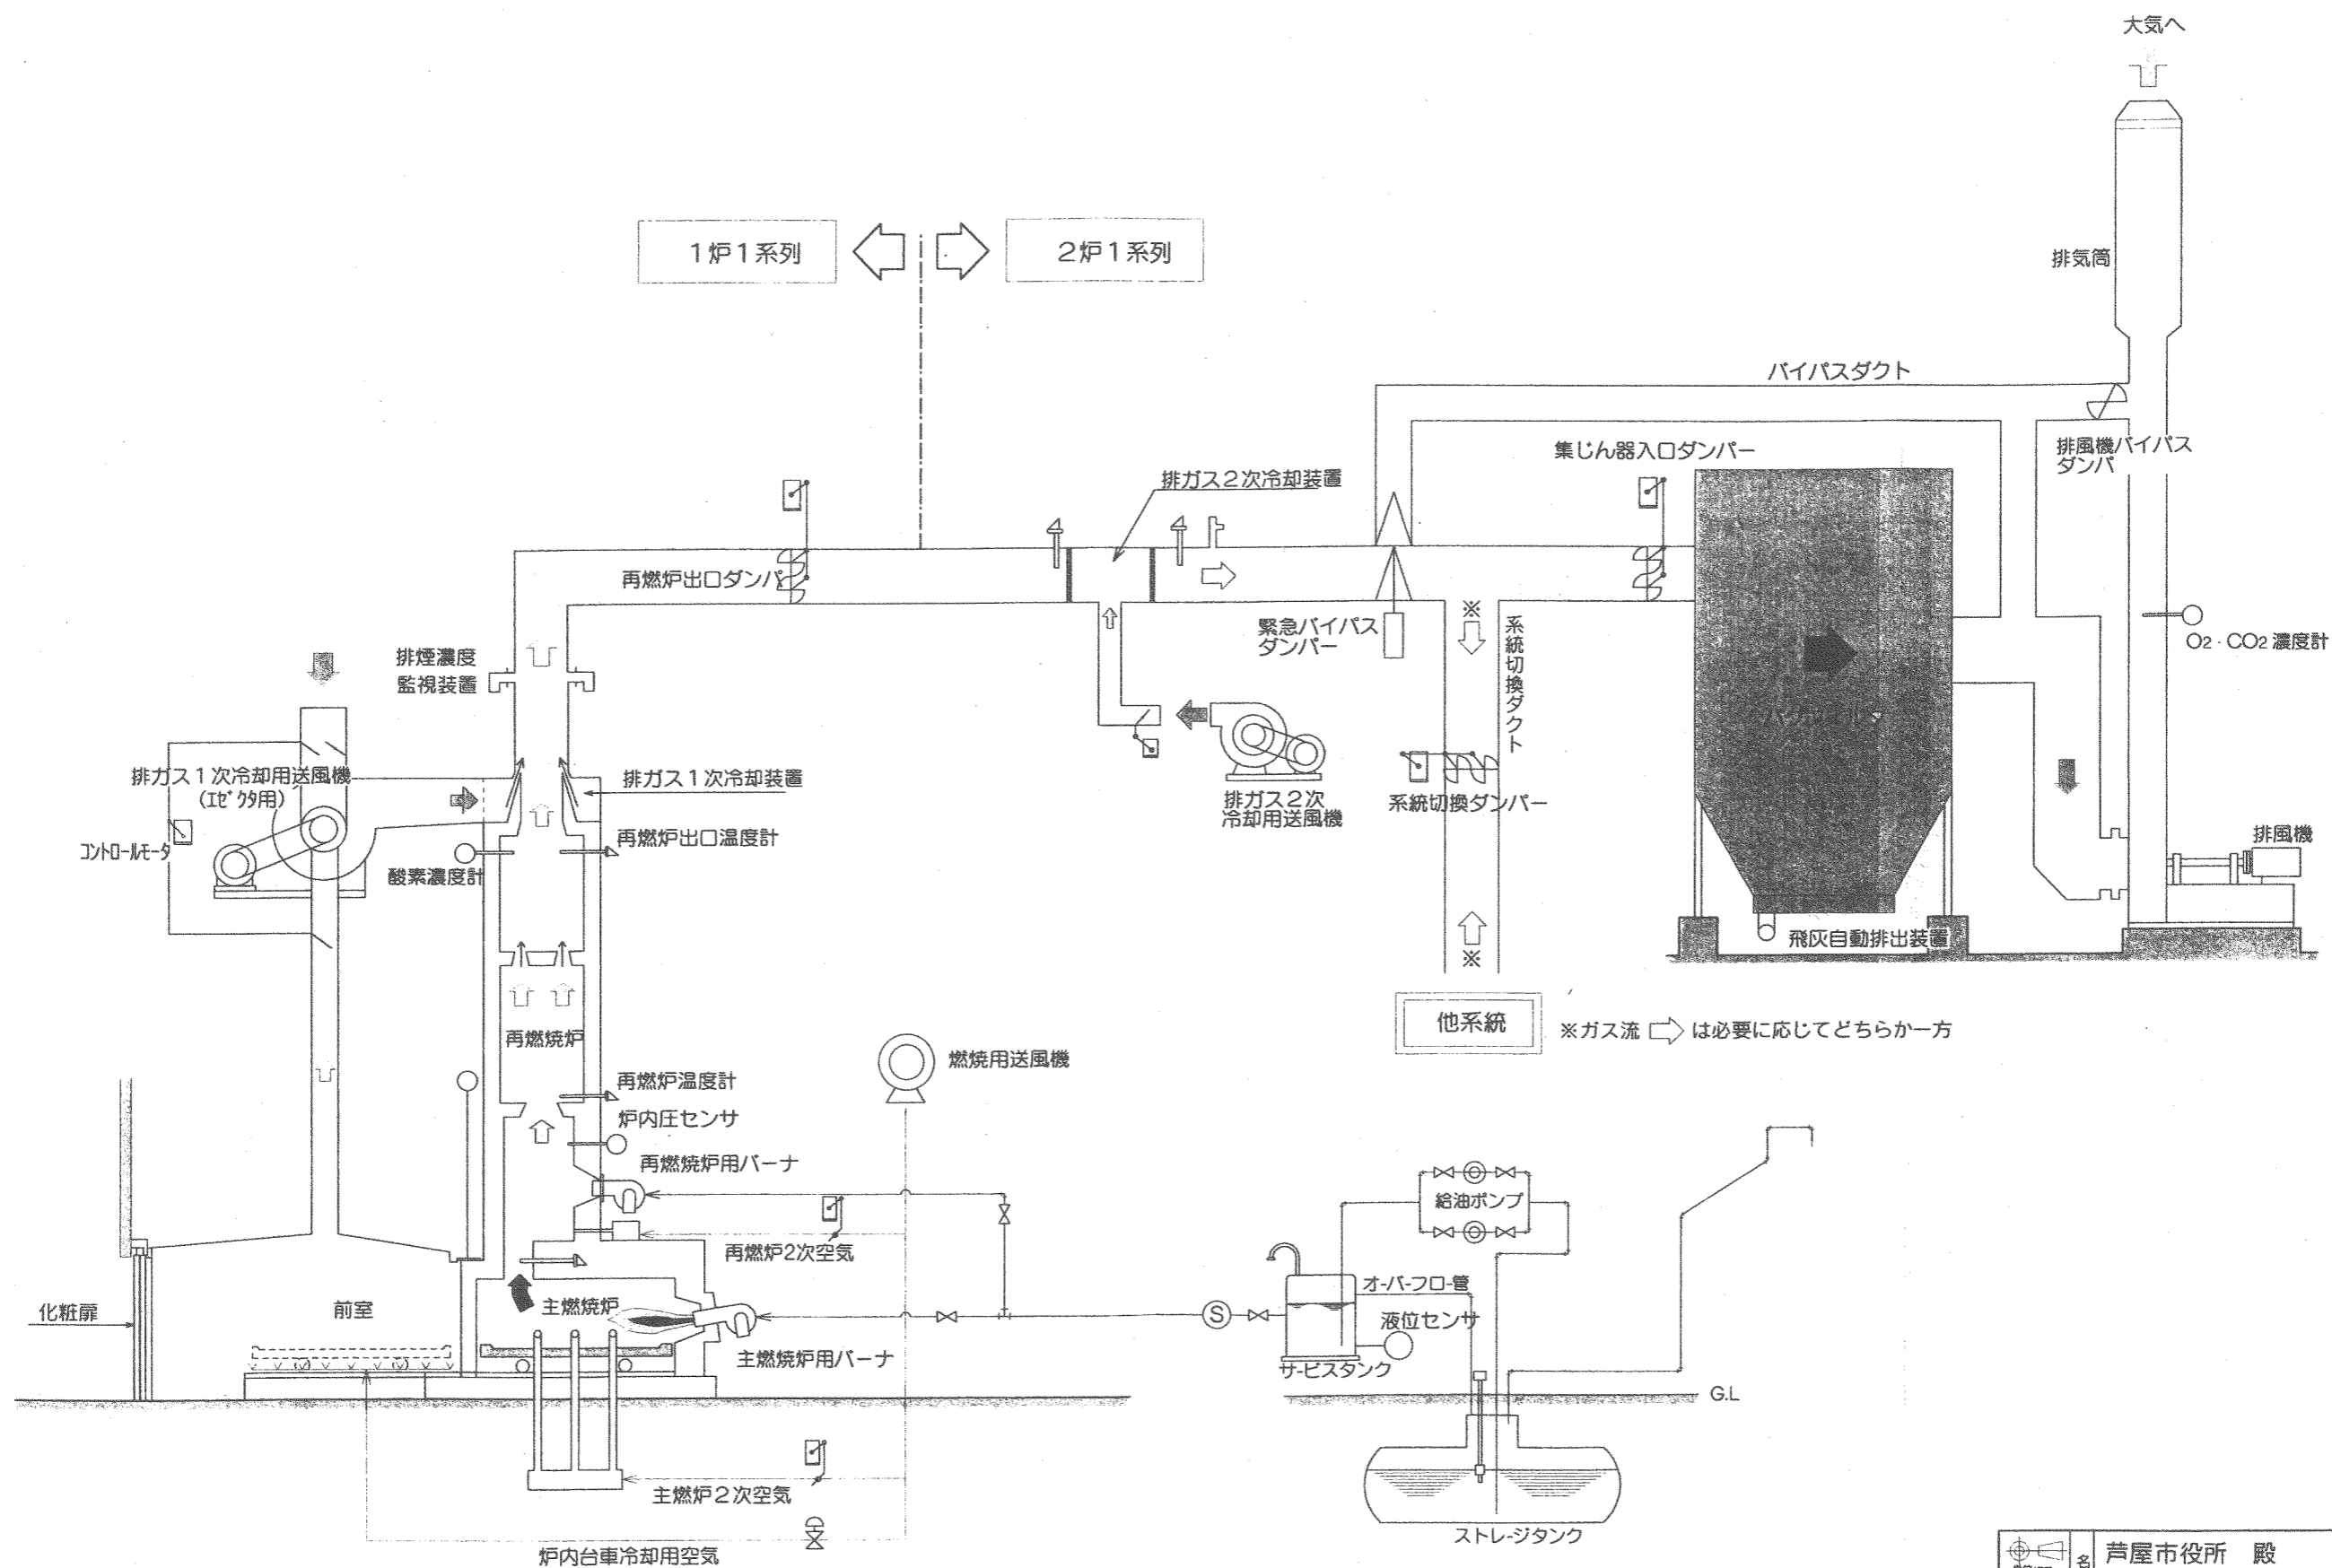 大気へ
1炉1系列
2炉1系列
排気筒
バイパスダクト
排風機バイパス
ダンパ
集じん器入口ダンパー
排ガス2次冷却装置
再燃炉出口ダンパ
緊急バイパス
ダンパー
※
系統切換ダクト
O2・CO2 濃度計
排煙濃度
監視装置
排ガス1次冷却用送風機
(エゼクタ用)
排ガス1次冷却装置
排ガス2次
冷却用送風機
系統切換ダンパー
コントロールモータ
再燃炉出口温度計
酸素濃度計
排風機
飛灰自動排出装置
※
他系統
※ガス流 ⇨ は必要に応じてどちらか一方
再燃焼炉
燃焼用送風機
再燃炉温度計
炉内圧センサ
再燃焼炉用バーナ
給油ポンプ
再燃炉2次空気
オ-バ-フロ-管
化粧扉
前室
主燃焼炉
液位センサ
S
主燃焼炉用バーナ
サ-ビスタンク
G.L
主燃炉2次空気
ストレ-ジタンク
炉内台車冷却用空気
名
芦屋市役所 殿